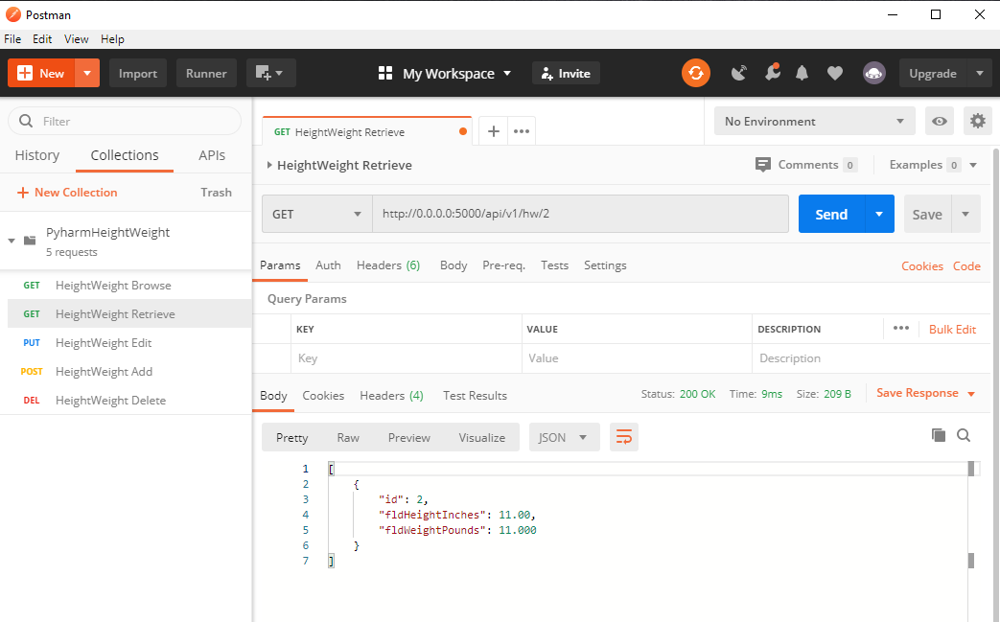 Postman
File Edit View Help
New Import Runner My Workspace Invite Upgrade
Filter
History Collections APIs
New Collection Trash
PyharmHeightWeight
5 requests
GET HeightWeight Browse
GET HeightWeight Retrieve
PUT HeightWeight Edit
POST HeightWeight Add
DEL HeightWeight Delete
GET HeightWeight Retrieve
No Environment
HeightWeight Retrieve Comments 0 Examples 0
GET http://0.0.0.0:5000/api/v1/hw/2 Send Save
Params Auth Headers (6) Body Pre-req. Tests Settings Cookies Code
Query Params
KEY VALUE DESCRIPTION Bulk Edit
Key Value Description
Body Cookies Headers (4) Test Results Status: 200 OK Time: 9ms Size: 209 B Save Response
Pretty Raw Preview Visualize JSON
1 [
2 {
3 "id": 2,
4 "fldHeightInches": 11.00,
5 "fldWeightPounds": 11.000
6 }
7 ]